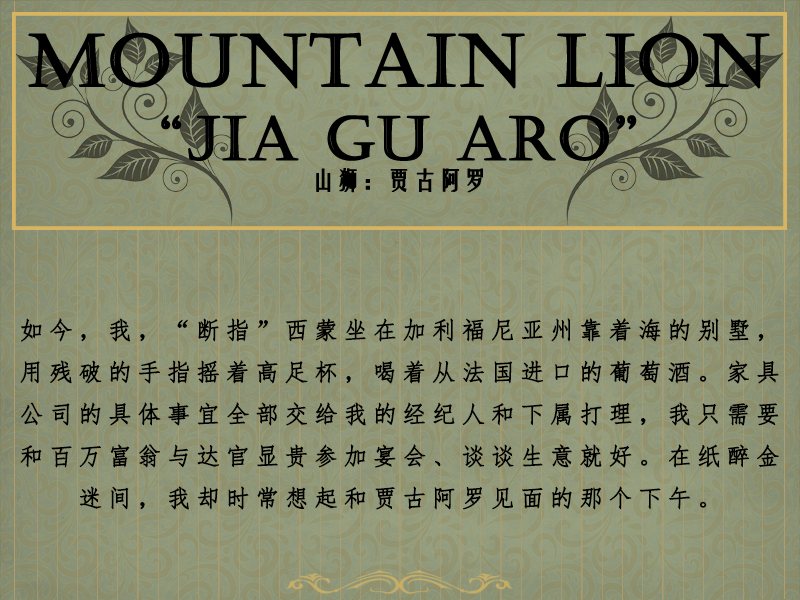 MOUNTAIN LION
“JIA GU ARO”
山狮：贾古阿罗
如今，我，“断指”西蒙坐在加利福尼亚州靠着海的别墅，
用残破的手指摇着高足杯，喝着从法国进口的葡萄酒。家具
公司的具体事宜全部交给我的经纪人和下属打理，我只需要
和百万富翁与达官显贵参加宴会、谈谈生意就好。在纸醉金
迷间，我却时常想起和贾古阿罗见面的那个下午。